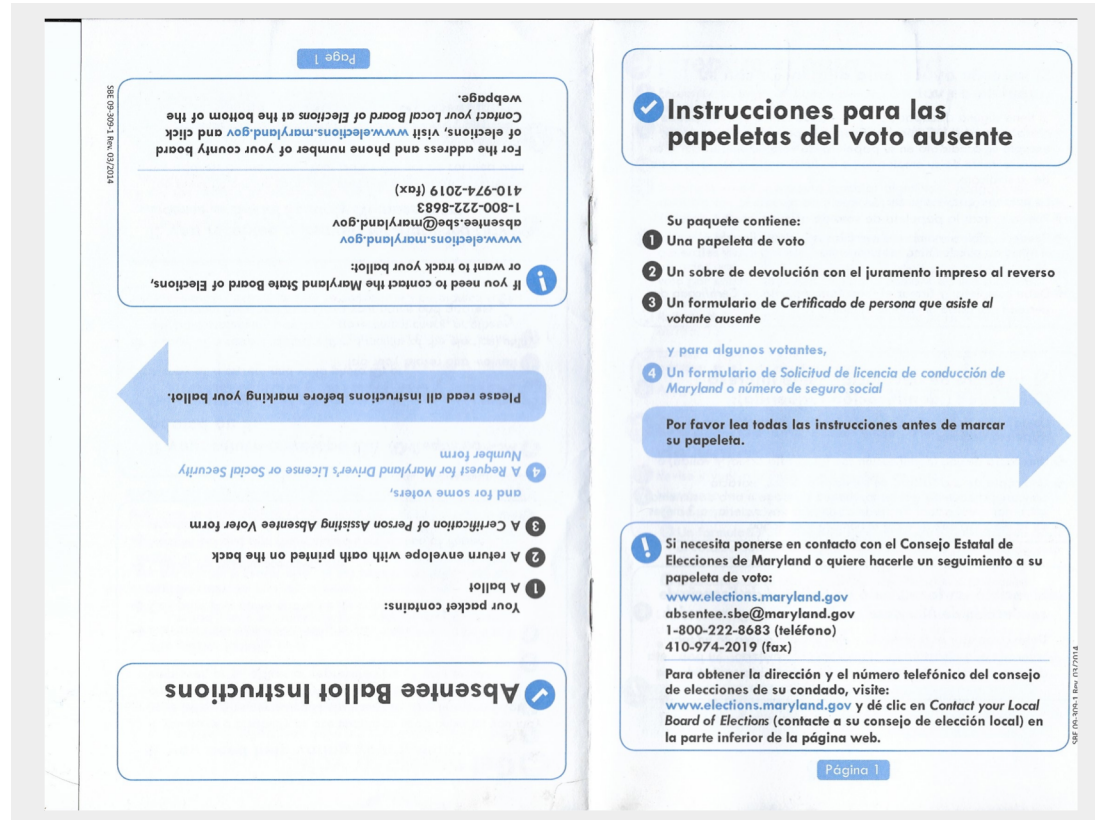 Absentee Ballot Instructions
Your packet contains:
1 A ballot
2 A return envelope with oath printed on the back
3 A Certification of Person Assisting Absentee Voter form
and for some voters,
4 A Request for Maryland Driver's License or Social Security
Number form
Please read all instructions before marking your ballot.
If you need to contact the Maryland State Board of Elections,
or want to track your ballot:
www.elections.maryland.gov
absentee.sbe@maryland.gov
1-800-222-8683
410-974-2019 (fax)
For the address and phone number of your county board
of elections, visit www.elections.maryland.gov and click
Contact your Local Board of Elections at the bottom of the
webpage.
Page 1
SBE 09-309-1 Rev. 03/2014
Instrucciones para las
papeletas del voto ausente
Su paquete contiene:
1 Una papeleta de voto
2 Un sobre de devolución con el juramento impreso al reverso
3 Un formulario de Certificado de persona que asiste al
votante ausente
y para algunos votantes,
4 Un formulario de Solicitud de licencia de conducción de
Maryland o número de seguro social
Por favor lea todas las instrucciones antes de marcar
su papeleta.
Si necesita ponerse en contacto con el Consejo Estatal de
Elecciones de Maryland o quiere hacerle un seguimiento a su
papeleta de voto:
www.elections.maryland.gov
absentee.sbe@maryland.gov
1-800-222-8683 (teléfono)
410-974-2019 (fax)
Para obtener la dirección y el número telefónico del consejo
de elecciones de su condado, visite:
www.elections.maryland.gov y dé clic en Contact your Local
Board of Elections (contacte a su consejo de elección local) en
la parte inferior de la página web.
Página 1
SBE 09-309-1 Rev. 03/2014